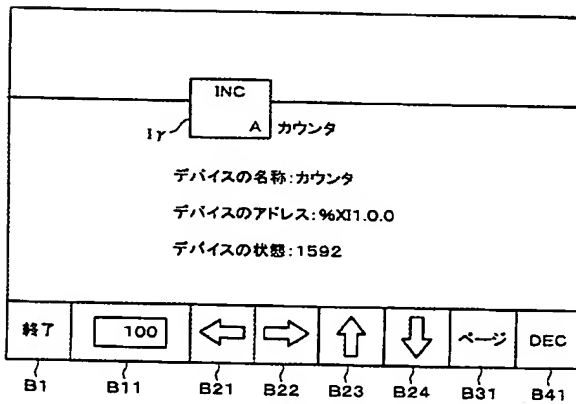 INC
Iγ
A カウンタ
デバイスの名称:カウンタ
デバイスのアドレス:%XI1.0.0
デバイスの状態:1592
終了 100 ページ DEC
B1 B11 B21 B22 B23 B24 B31 B41